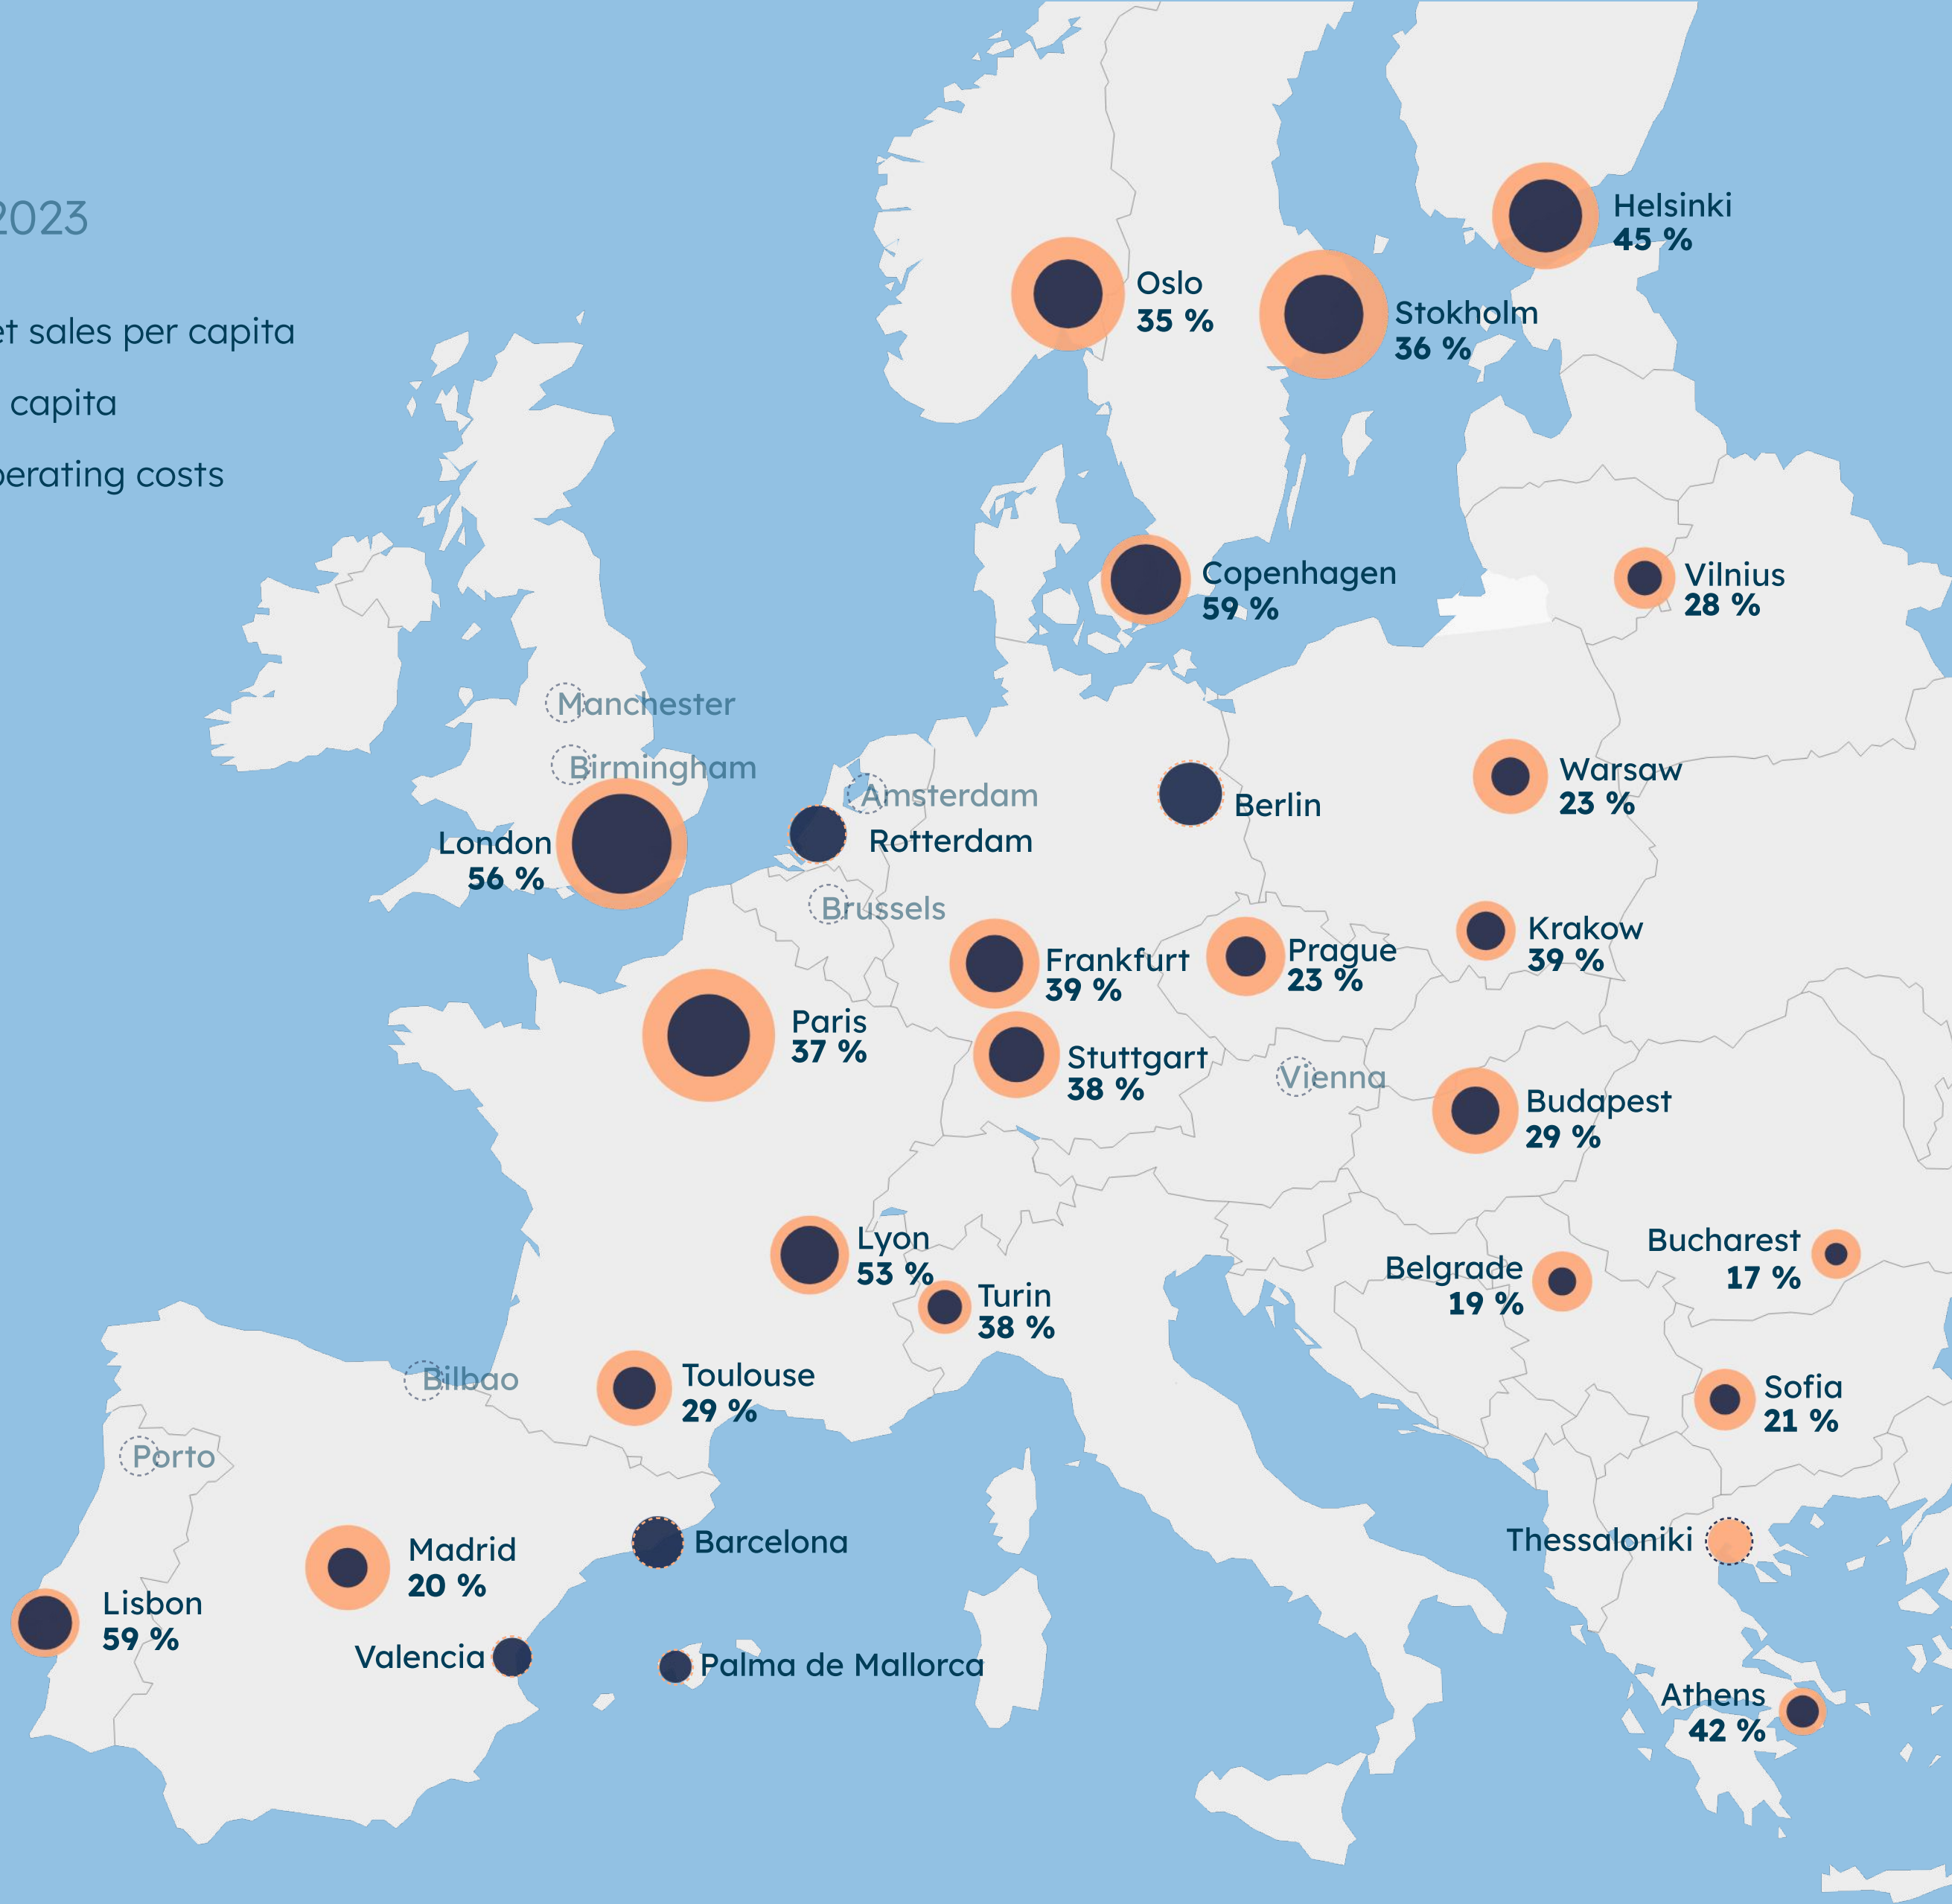 2023
et sales per capita
capita
perating costs
Helsinki
45 %
Oslo
35 %
Stokholm
36 %
Copenhagen
59 %
Vilnius
28 %
Manchester
Birmingham
London
56 %
Amsterdam
Rotterdam
Berlin
Warsaw
23 %
Brussels
Frankfurt
39 %
Prague
23 %
Krakow
39 %
Paris
37 %
Stuttgart
38 %
Vienna
Budapest
29 %
Lyon
53 %
Turin
38 %
Belgrade
19 %
Bucharest
17 %
Toulouse
29 %
Bilbao
Sofia
21 %
Porto
Madrid
20 %
Barcelona
Thessaloniki
Lisbon
59 %
Valencia
Palma de Mallorca
Athens
42 %